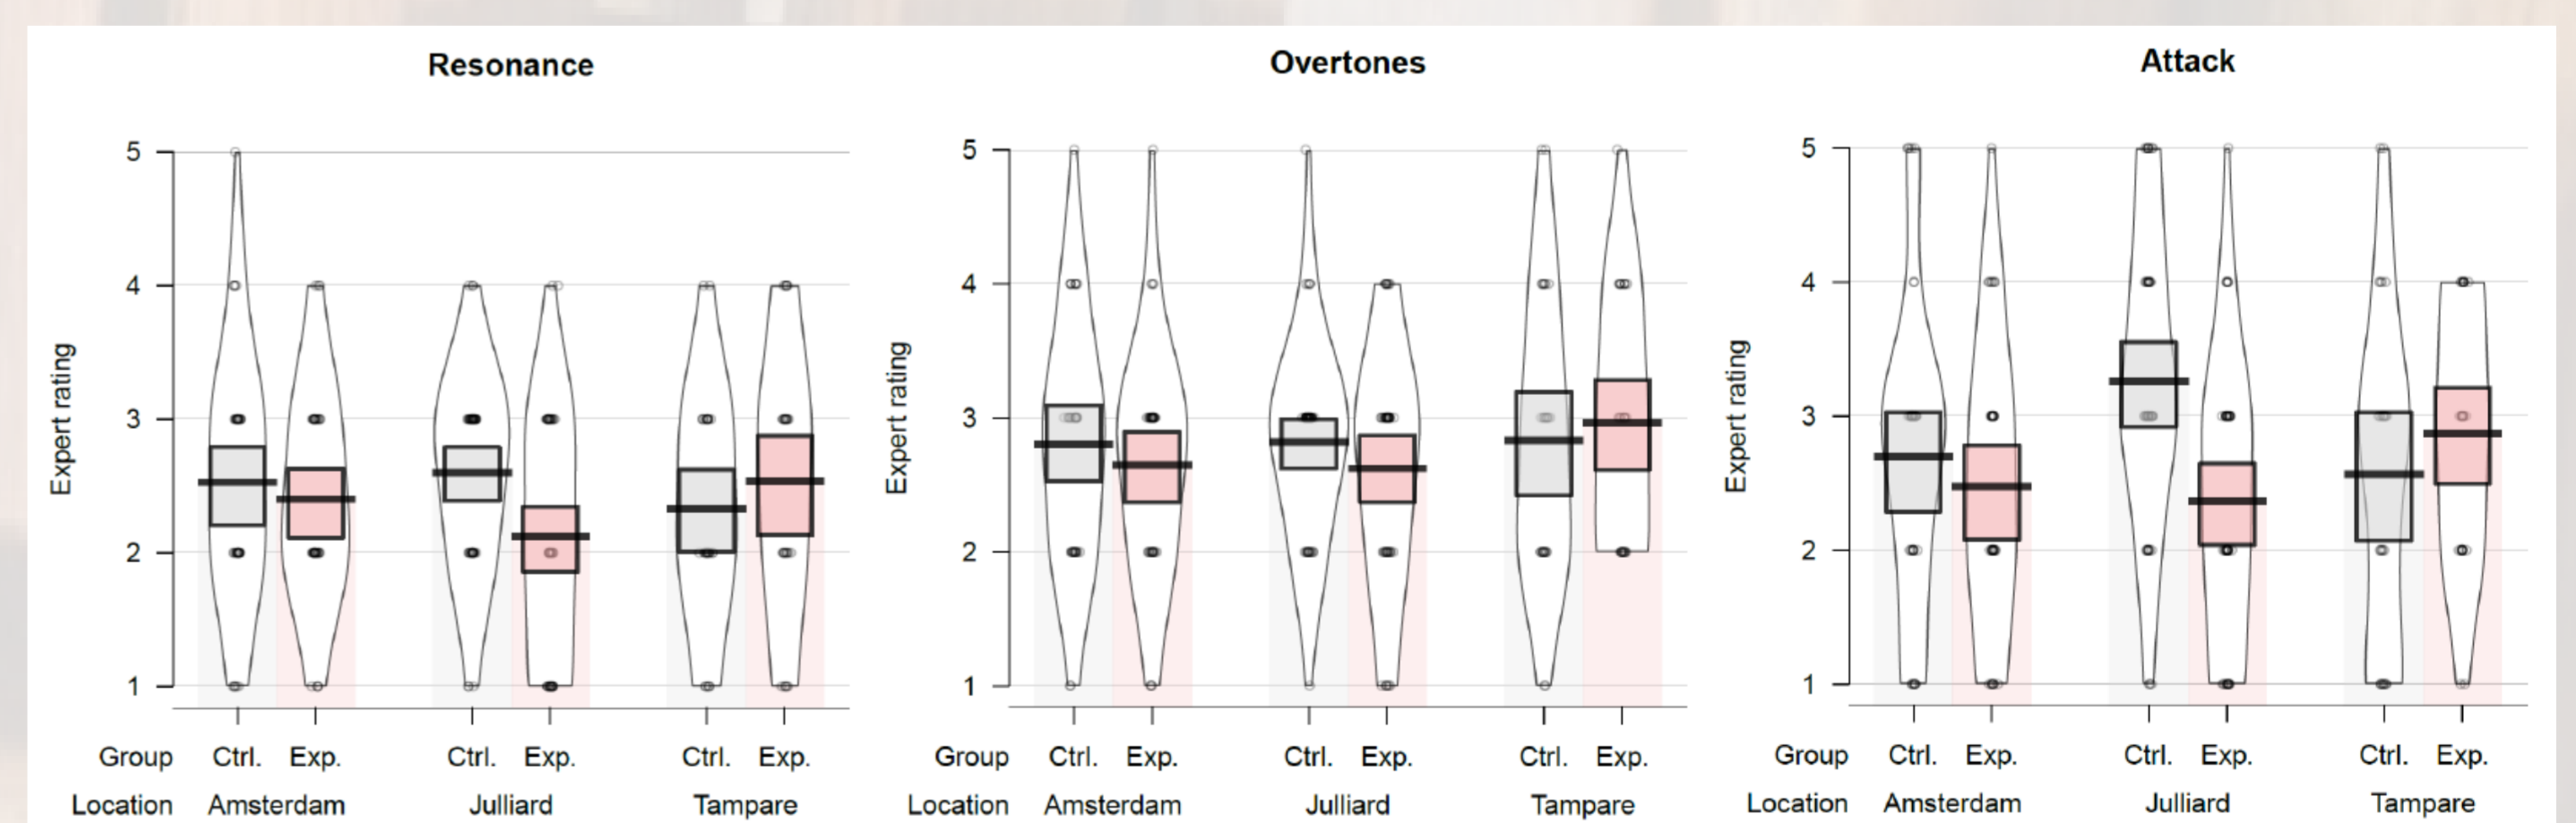 Resonance
Expert rating
5
4
3
2
1
Group Ctrl. Exp. Ctrl. Exp. Ctrl. Exp.
Location Amsterdam Julliard Tampare
Overtones
Expert rating
5
4
3
2
1
Group Ctrl. Exp. Ctrl. Exp. Ctrl. Exp.
Location Amsterdam Julliard Tampare
Attack
Expert rating
5
4
3
2
1
Group Ctrl. Exp. Ctrl. Exp. Ctrl. Exp.
Location Amsterdam Julliard Tampare